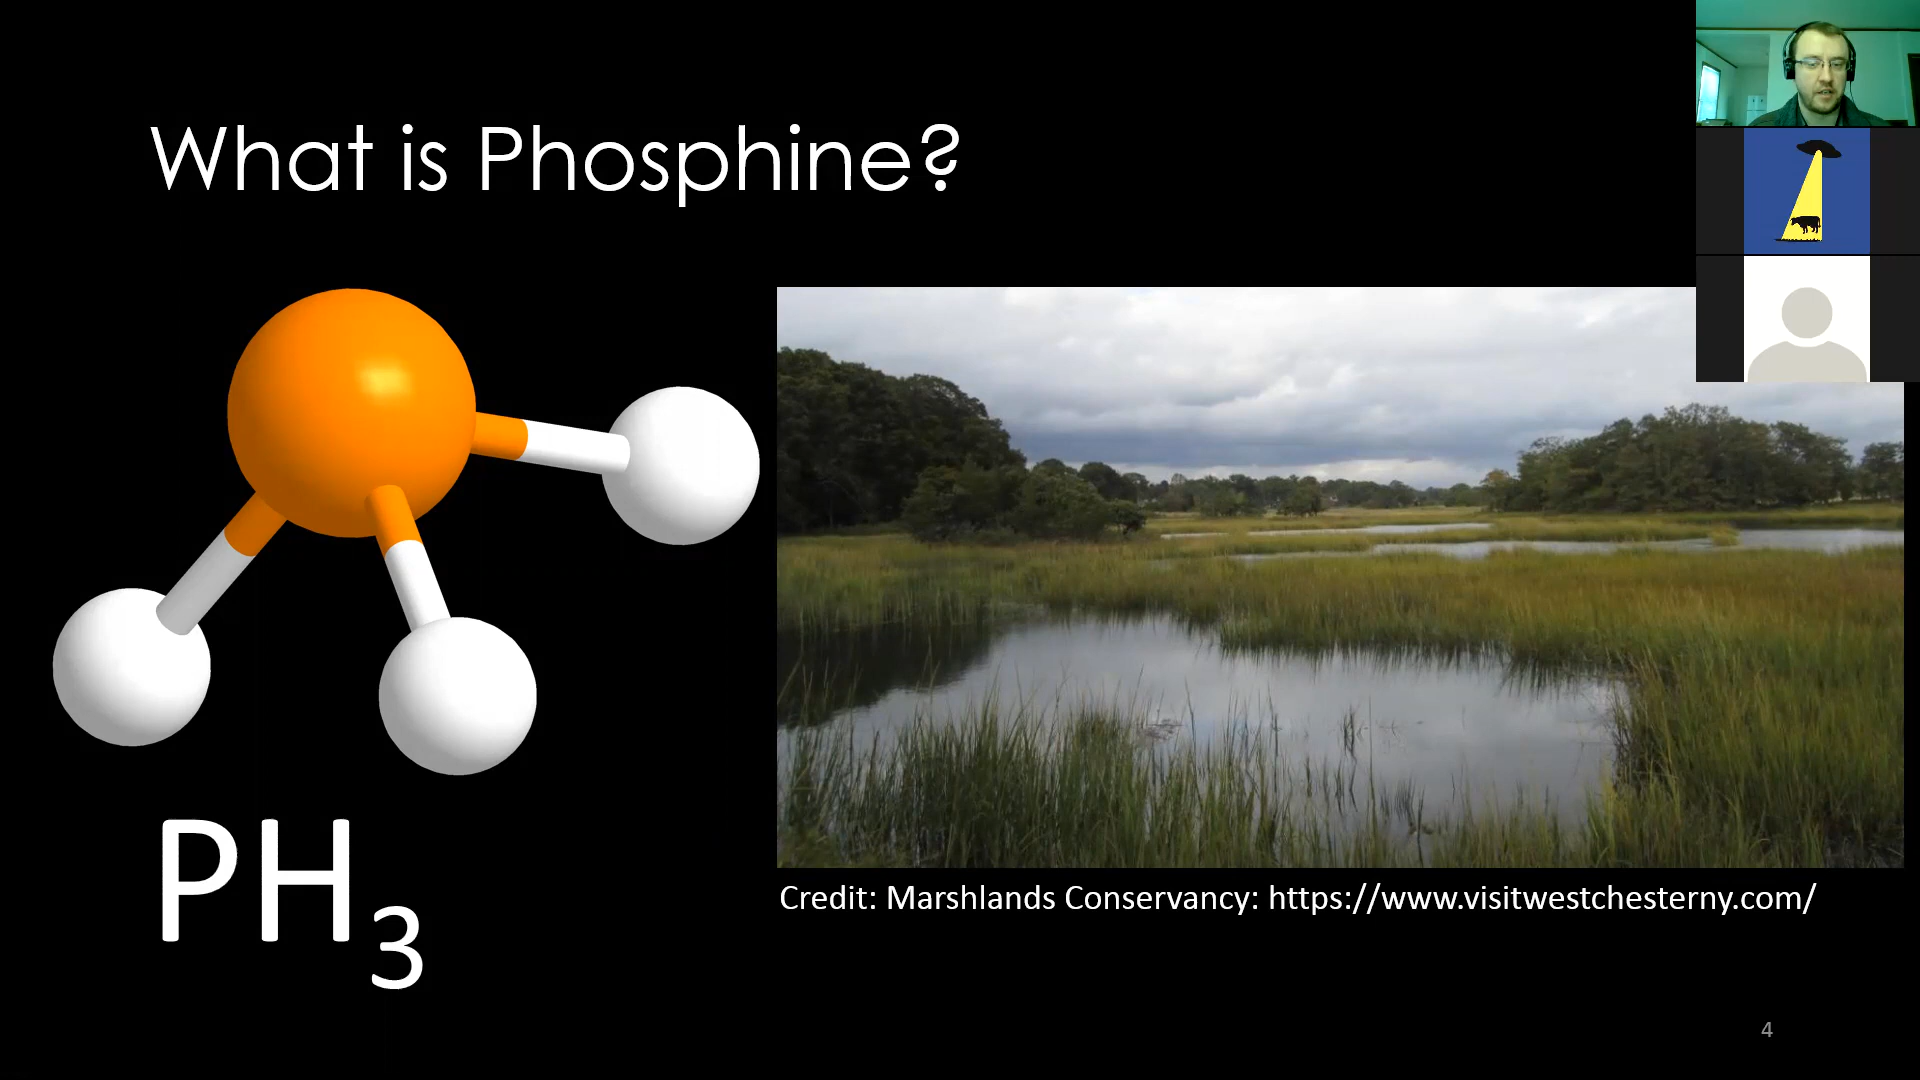 What is Phosphine?
PH₃
Credit: Marshlands Conservancy: https://www.visitwestchesterny.com/
4